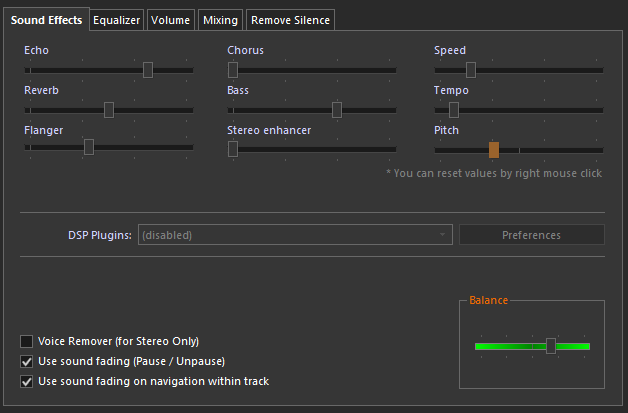 Sound Effects Equalizer Volume Mixing Remove Silence
Echo Chorus Speed
Reverb Bass Tempo
Flanger Stereo enhancer Pitch
* You can reset values by right mouse click
DSP Plugins: (disabled) Preferences
Balance
Voice Remover (for Stereo Only)
Use sound fading (Pause / Unpause)
Use sound fading on navigation within track